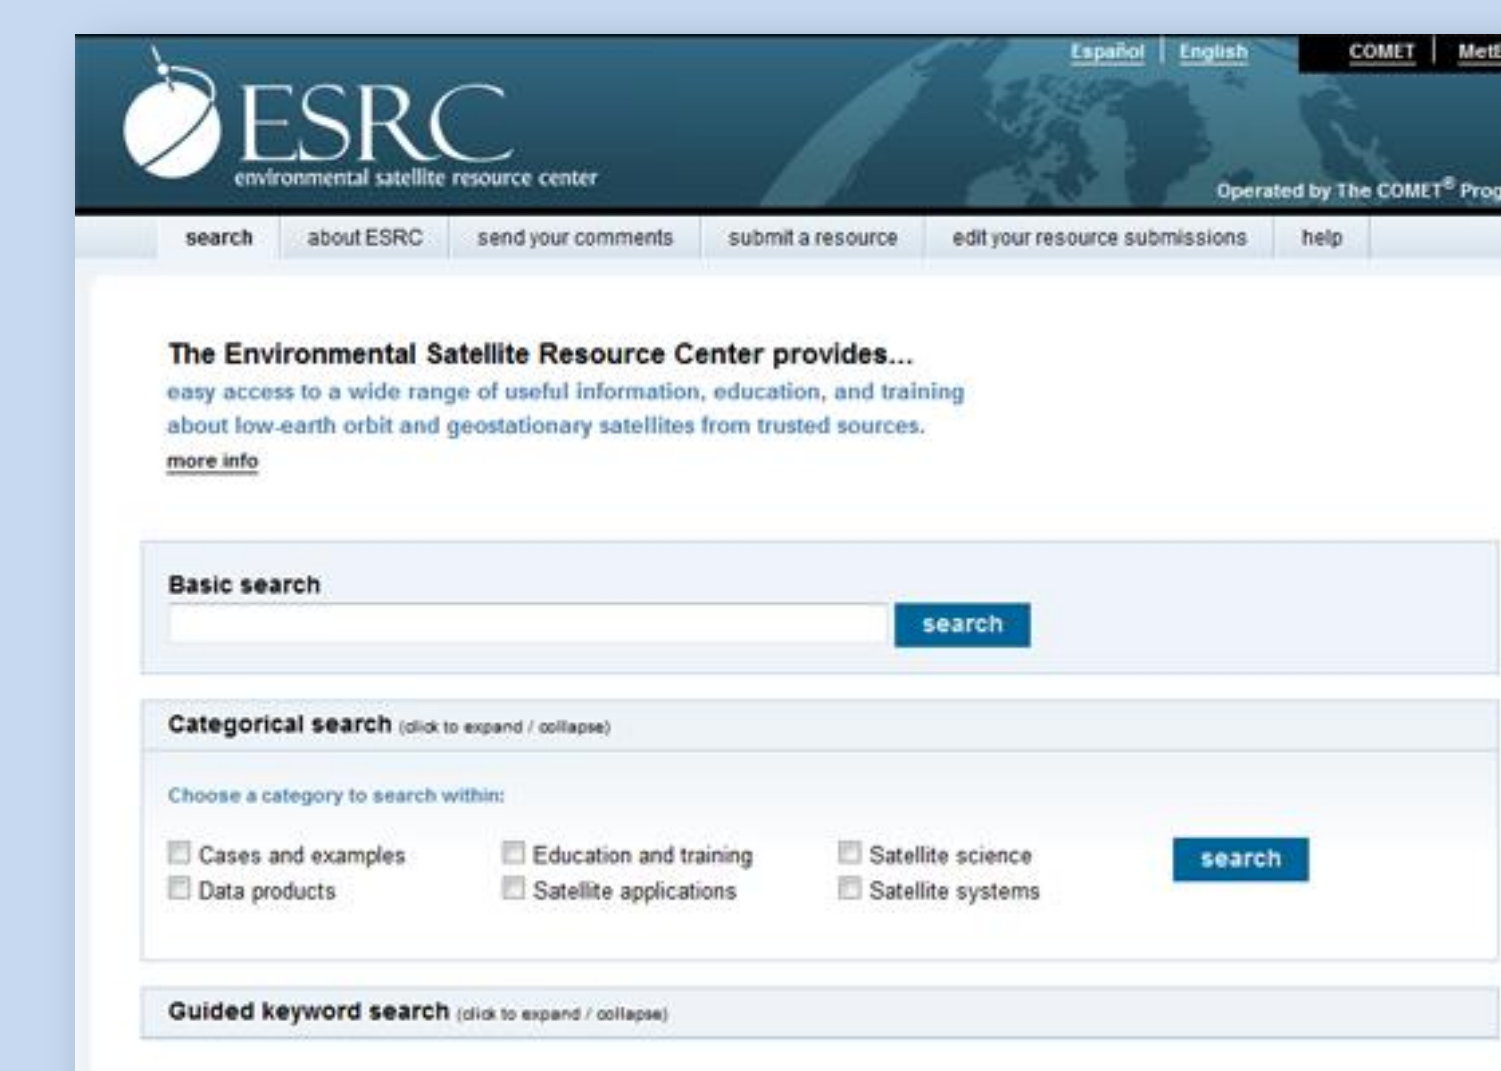 Español English COMET
ESRC
environmental satellite resource center
Operated by The COMET®
search about ESRC send your comments submit a resource edit your resource submissions help
The Environmental Satellite Resource Center provides...
easy access to a wide range of useful information, education, and training
about low-earth orbit and geostationary satellites from trusted sources.
more info
Basic search
search
Categorical search (click to expand / collapse)
Choose a category to search within:
Cases and examples Education and training Satellite science
search
Data products Satellite applications Satellite systems
Guided keyword search (click to expand / collapse)